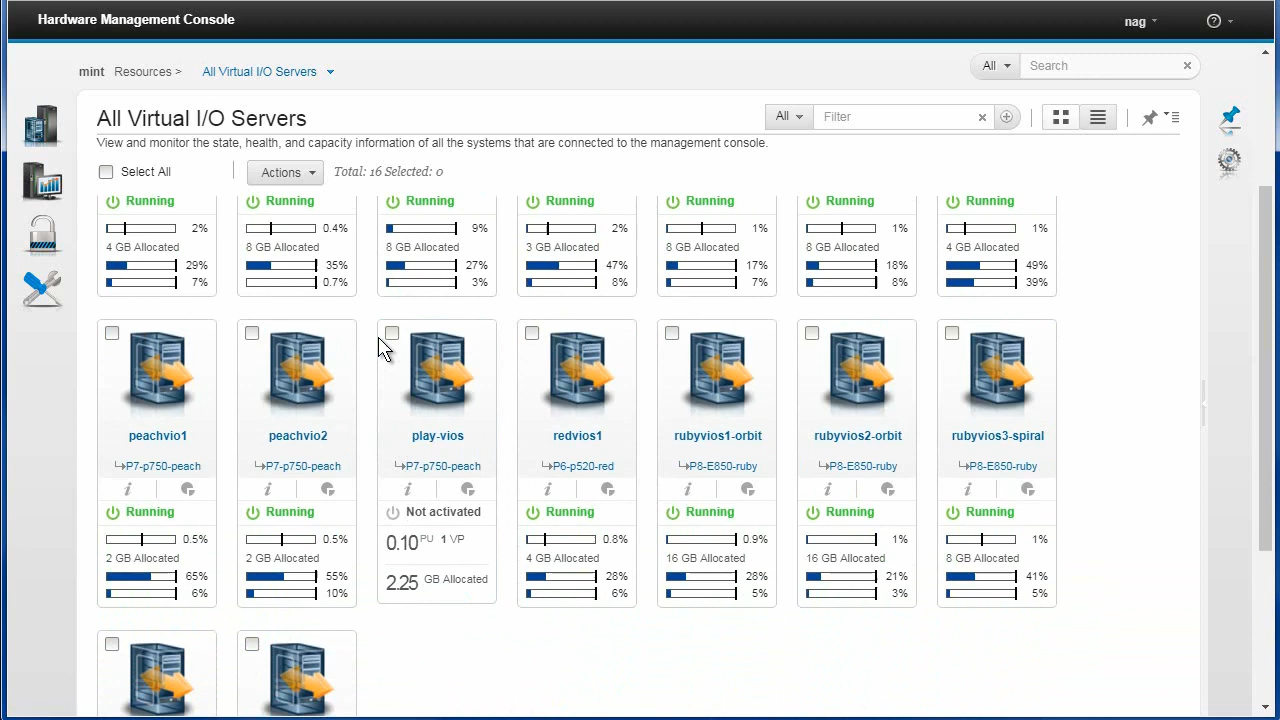 Hardware Management Console
nag
?
mint Resources > All Virtual I/O Servers
All Search
All Virtual I/O Servers
All Filter
View and monitor the state, health, and capacity information of all the systems that are connected to the management console.
Select All Actions Total: 16 Selected: 0
Running Running Running Running Running Running Running
2% 0.4% 9% 2% 1% 1% 1%
4 GB Allocated 8 GB Allocated 8 GB Allocated 3 GB Allocated 8 GB Allocated 8 GB Allocated 4 GB Allocated
29% 35% 27% 47% 17% 18% 49%
7% 0.7% 3% 8% 7% 8% 39%
peachvio1 peachvio2 play-vios redvios1 rubyvios1-orbit rubyvios2-orbit rubyvios3-spiral
P7-p750-peach P7-p750-peach P7-p750-peach P6-p520-red P8-E850-ruby P8-E850-ruby P8-E850-ruby
i i i i i i i
Running Running Not activated Running Running Running Running
0.5% 0.5% 0.10 PU 1 VP 0.8% 0.9% 1% 1%
2 GB Allocated 2 GB Allocated 2.25 GB Allocated 4 GB Allocated 16 GB Allocated 16 GB Allocated 8 GB Allocated
65% 55% 28% 28% 21% 41%
6% 10% 6% 5% 3% 5%